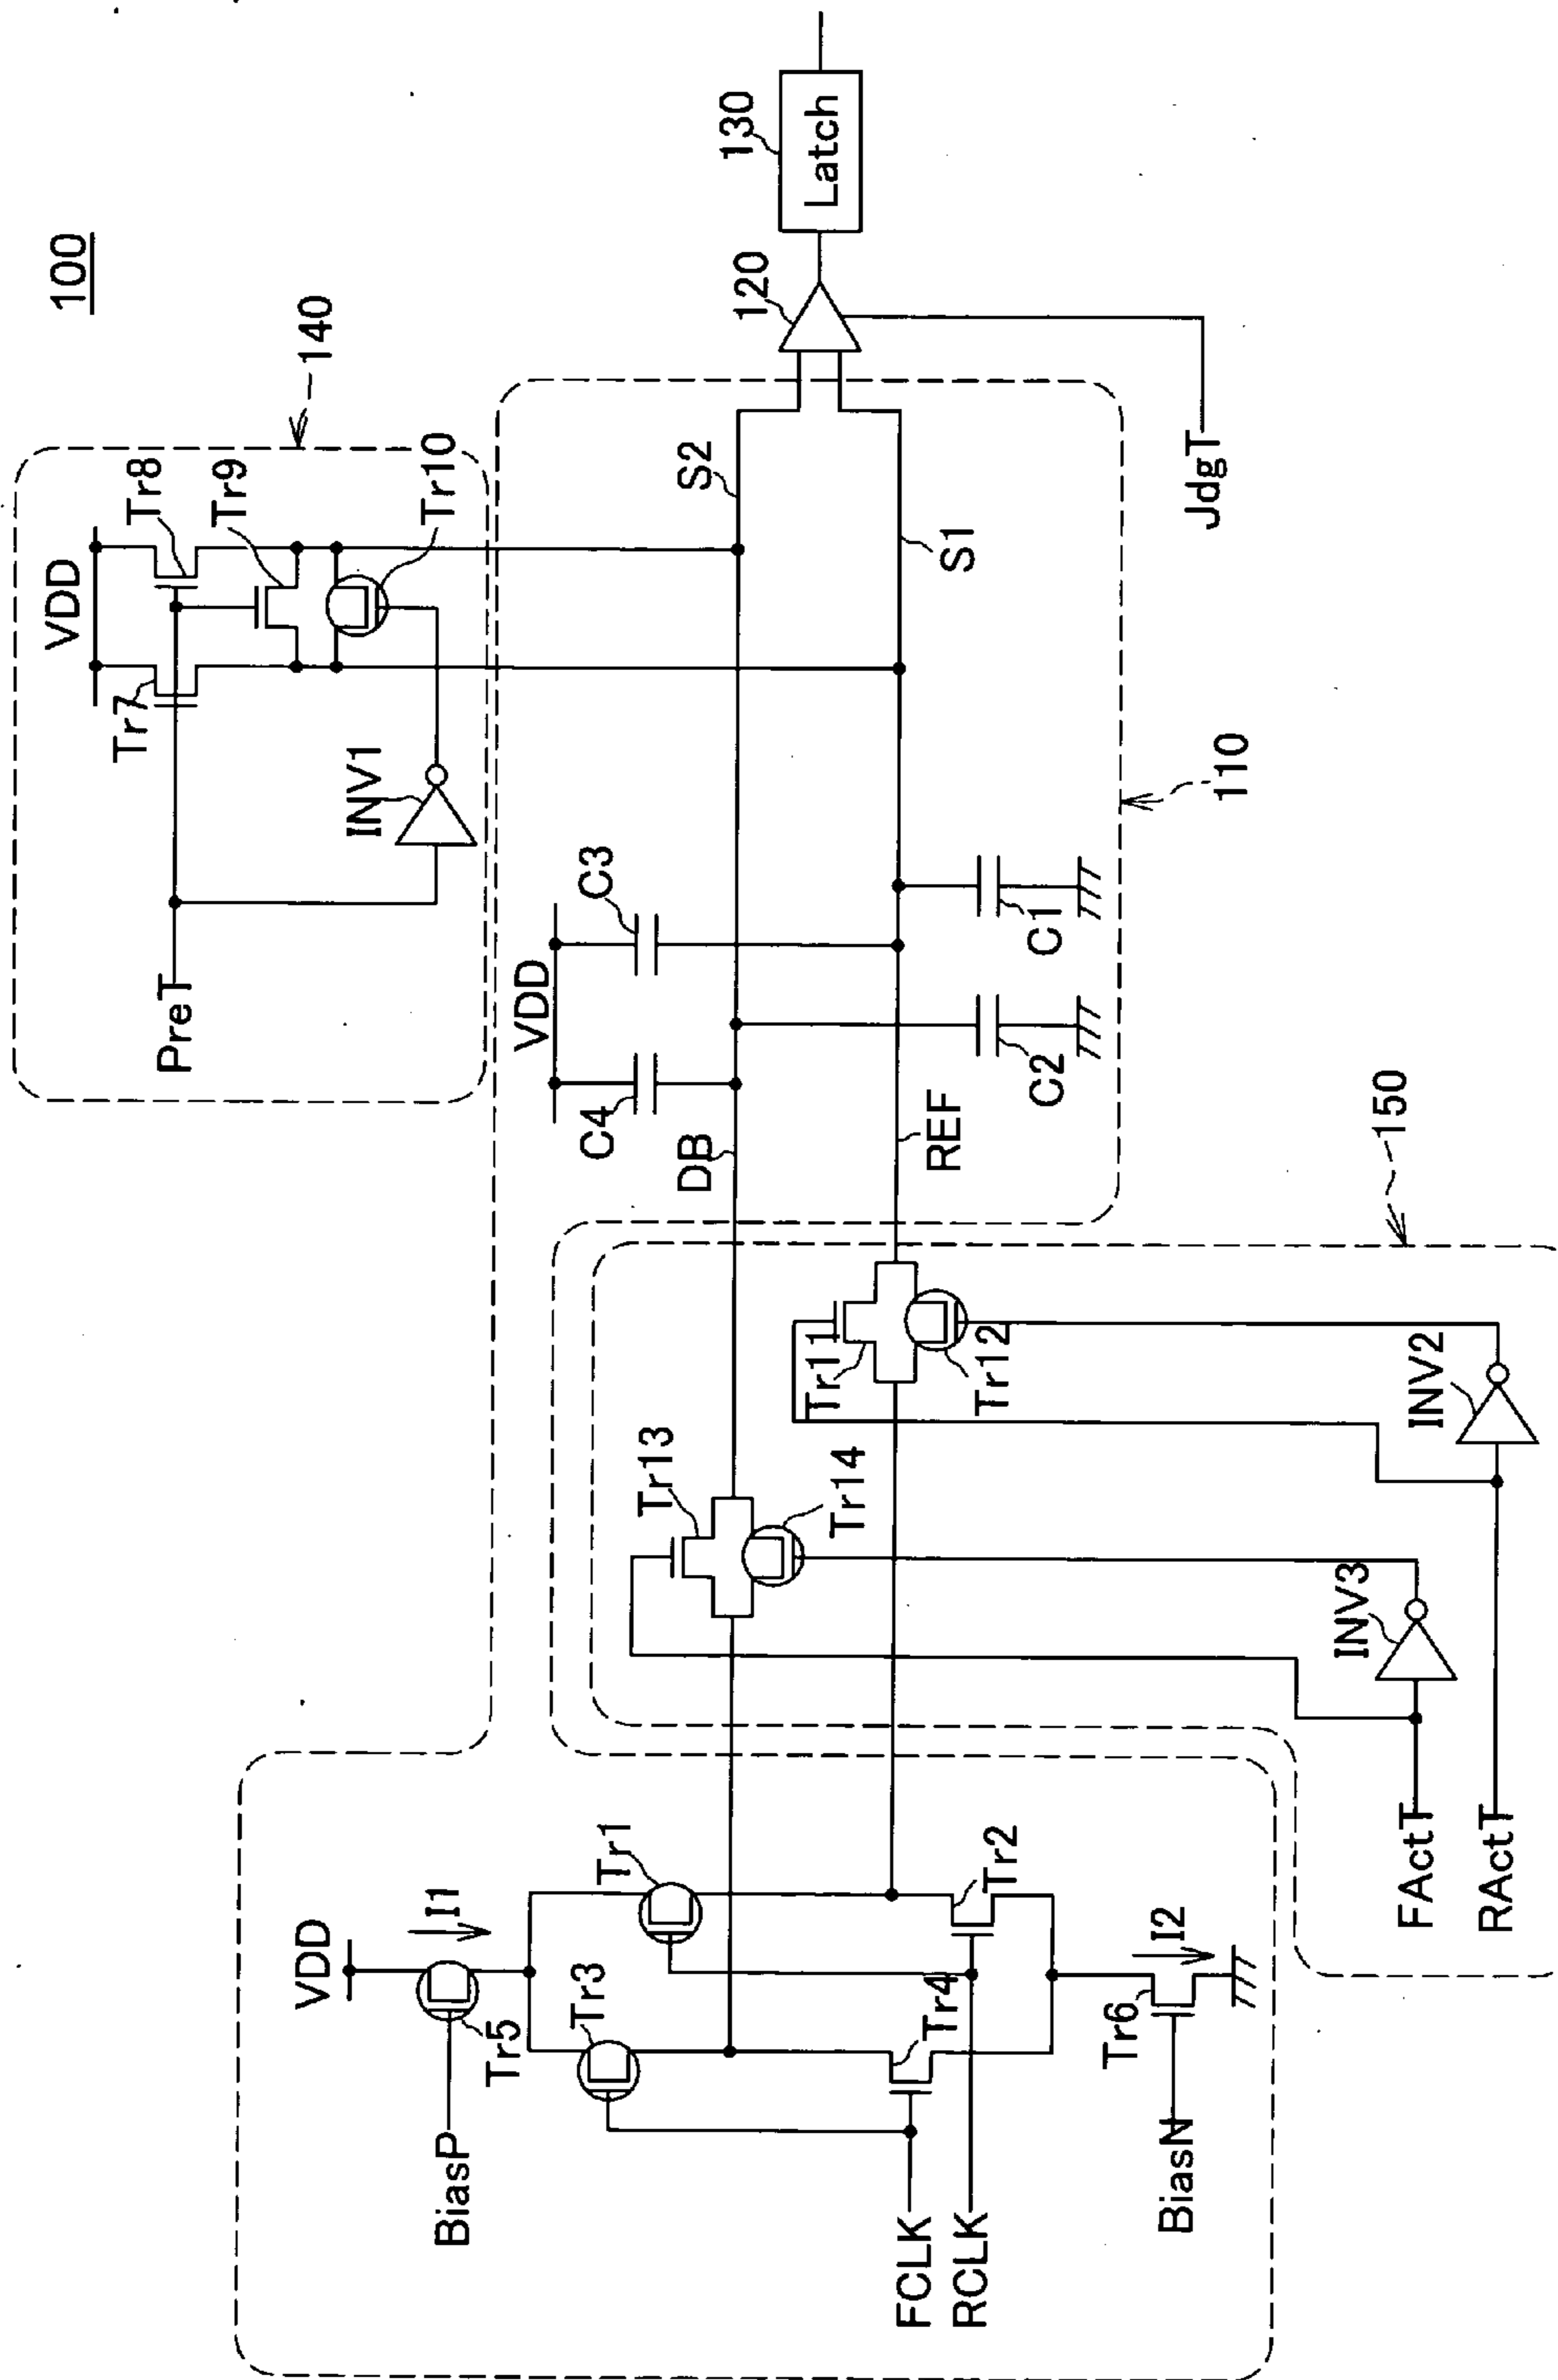 100
140
VDD
Tr7
Tr8
Tr9
Tr10
INV1
PreT
130
Latch
120
JdgT
S2
S1
110
VDD
C3
C4
C1
C2
DB
REF
150
Tr13
Tr14
Tr11
Tr12
INV2
INV3
FActT
RActT
VDD
I1
Tr5
BiasP
Tr1
Tr3
Tr2
Tr4
I2
Tr6
BiasN
FCLK
RCLK